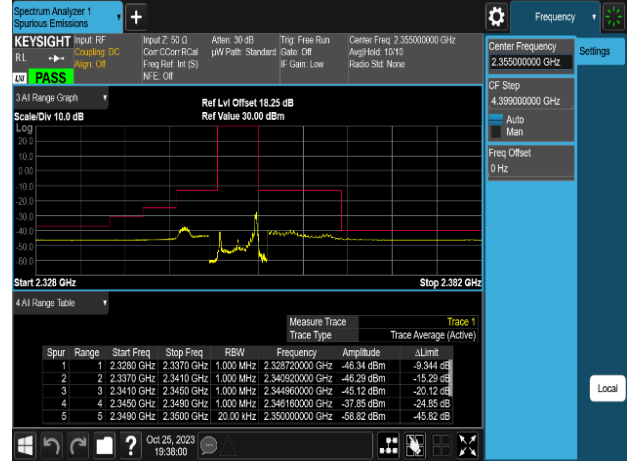 Spectrum Analyzer 1
Spurious Emissions
Frequency
KEYSIGHT
Input: RF
Coupling: DC
Align: Off
Input Z: 50 Ω
Corr CCorr RCal
Freq Ref: Int (S)
NFE: Off
Atten: 30 dB
µW Path: Standard
Trig: Free Run
Gate: Off
IF Gain: Low
Center Freq: 2.355000000 GHz
Avg|Hold: 10/10
Radio Std: None
RL
LXI
PASS
Center Frequency
2.355000000 GHz
Settings
CF Step
4.399000000 GHz
Auto
Man
Freq Offset
0 Hz
Local
3 All Range Graph
Scale/Div 10.0 dB
Ref Lvl Offset 18.25 dB
Ref Value 30.00 dBm
Log
20.0
10.0
0.00
-10.0
-20.0
-30.0
-40.0
-50.0
-60.0
Start 2.328 GHz
Stop 2.382 GHz
4 All Range Table
Measure Trace Trace 1
Trace Type Trace Average (Active)
Spur Range Start Freq Stop Freq RBW Frequency Amplitude ΔLimit
1 1 2.3280 GHz 2.3370 GHz 1.000 MHz 2.328720000 GHz -46.34 dBm -9.344 dB
2 2 2.3370 GHz 2.3410 GHz 1.000 MHz 2.340920000 GHz -46.29 dBm -15.29 dB
3 3 2.3410 GHz 2.3450 GHz 1.000 MHz 2.344960000 GHz -45.12 dBm -20.12 dB
4 4 2.3450 GHz 2.3490 GHz 1.000 MHz 2.346160000 GHz -37.85 dBm -24.85 dB
5 5 2.3490 GHz 2.3500 GHz 20.00 kHz 2.350000000 GHz -58.82 dBm -45.82 dB
?
Oct 25, 2023
19:38:00